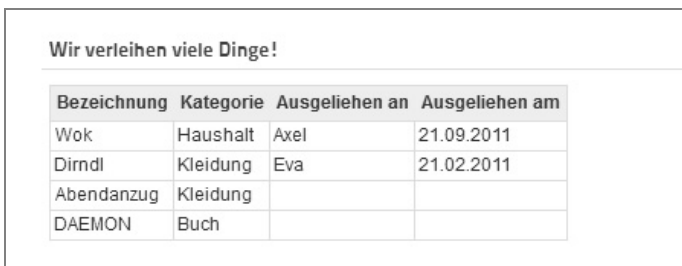 Wir verleihen viele Dinge!
Bezeichnung Kategorie Ausgeliehen an Ausgeliehen am
Wok Haushalt Axel 21.09.2011
Dirndl Kleidung Eva 21.02.2011
Abendanzug Kleidung
DAEMON Buch